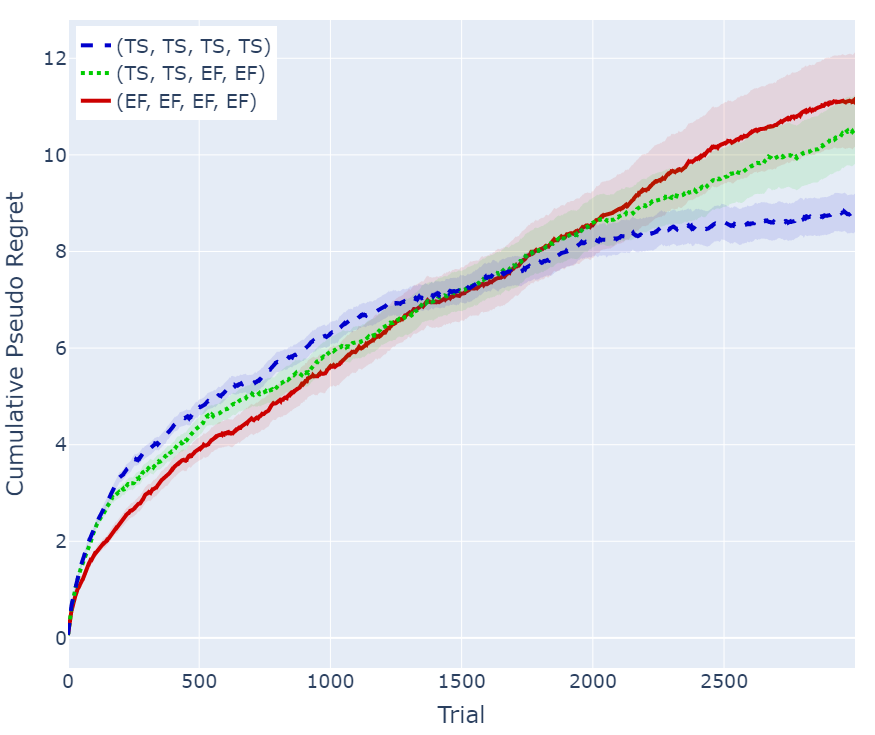 (TS, TS, TS, TS)
(TS, TS, EF, EF)
(EF, EF, EF, EF)
Cumulative Pseudo Regret
12
10
8
6
4
2
0
0 500 1000 1500 2000 2500
Trial